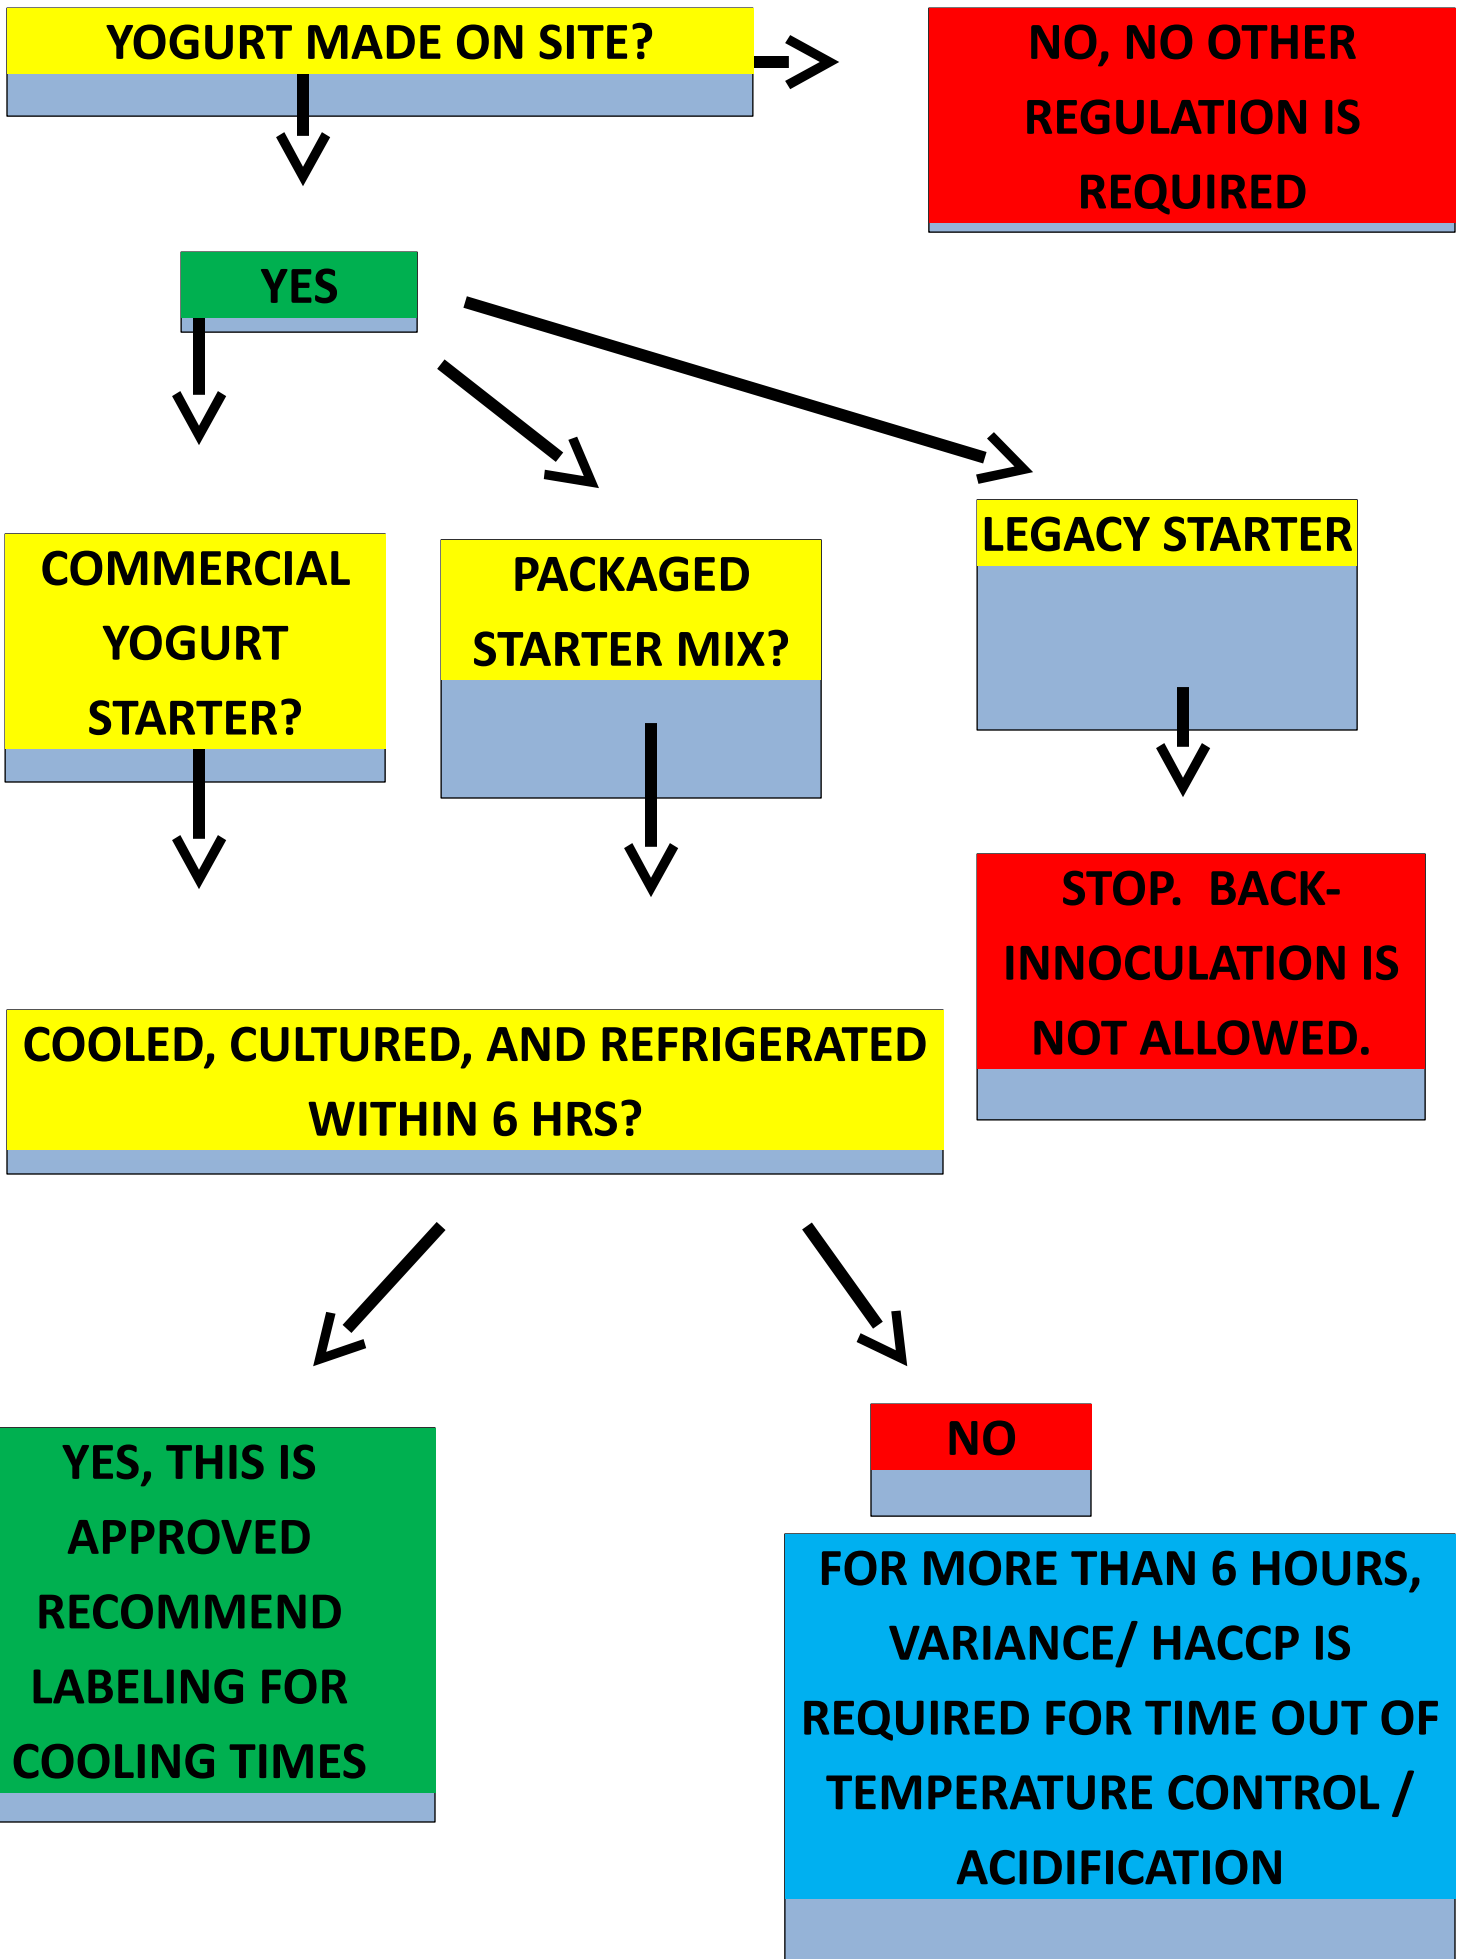 YOGURT MADE ON SITE?
NO, NO OTHER
REGULATION IS
REQUIRED
YES
COMMERCIAL
YOGURT
STARTER?
PACKAGED
STARTER MIX?
LEGACY STARTER
STOP.  BACK-
INNOCULATION IS
NOT ALLOWED.
COOLED, CULTURED, AND REFRIGERATED
WITHIN 6 HRS?
YES, THIS IS
APPROVED
RECOMMEND
LABELING FOR
COOLING TIMES
NO
FOR MORE THAN 6 HOURS,
VARIANCE/ HACCP IS
REQUIRED FOR TIME OUT OF
TEMPERATURE CONTROL /
ACIDIFICATION